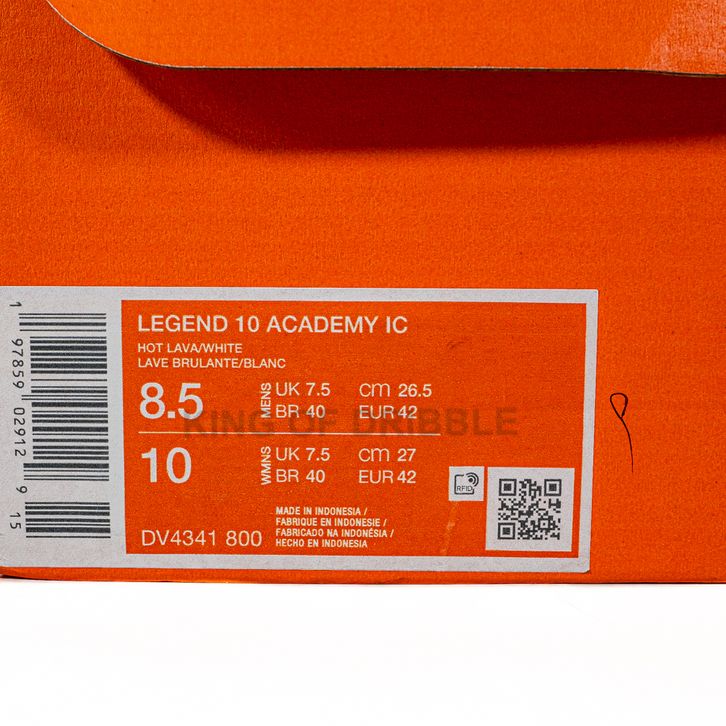 1 97859 02912 9 15
LEGEND 10 ACADEMY IC
HOT LAVA/WHITE
LAVE BRULANTE/BLANC
8.5 MENS UK 7.5 cm 26.5
BR 40 EUR 42
KING OF DRIBBLE
10 WMNS UK 7.5 cm 27
BR 40 EUR 42
RFID
MADE IN INDONESIA /
FABRIQUE EN INDONESIE /
FABRICADO NA INDONÉSIA /
HECHO EN INDONESIA
DV4341 800